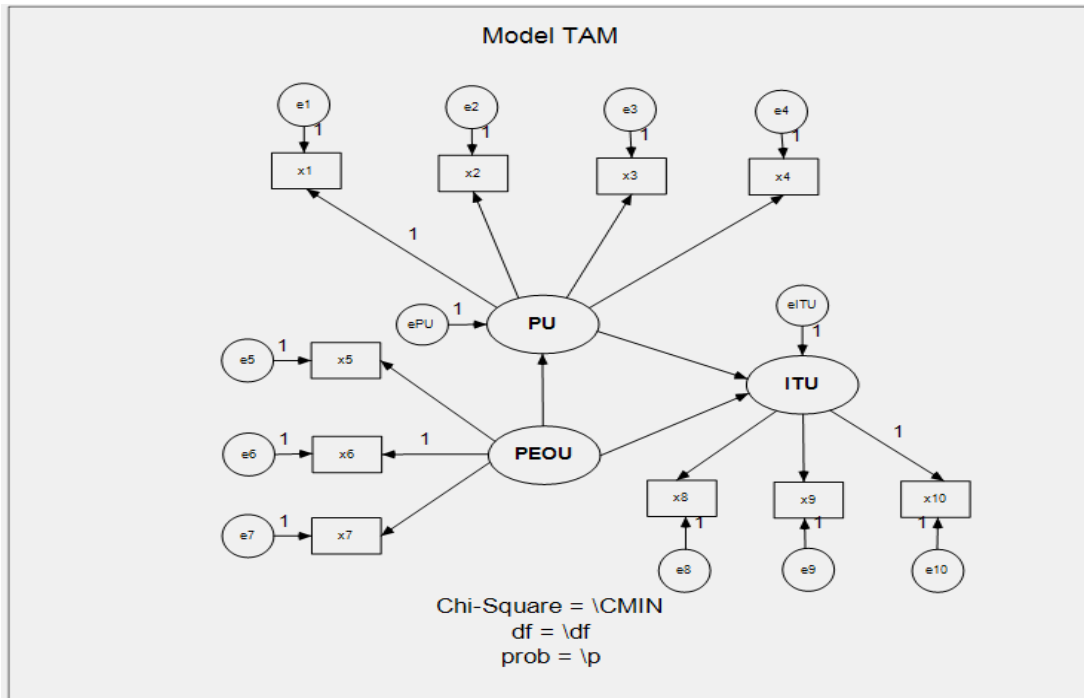 Model TAM
e1 e2 e3 e4
1 1 1 1
x1 x2 x3 x4
1
eITU
ePU 1 PU 1
e5 1 x5
ITU
e6 1 x6 1 PEOU 1
x8 x9 x10
1 1 1
e7 1 x7
e8 e9 e10
Chi-Square = \CMIN
df = \df
prob = \p